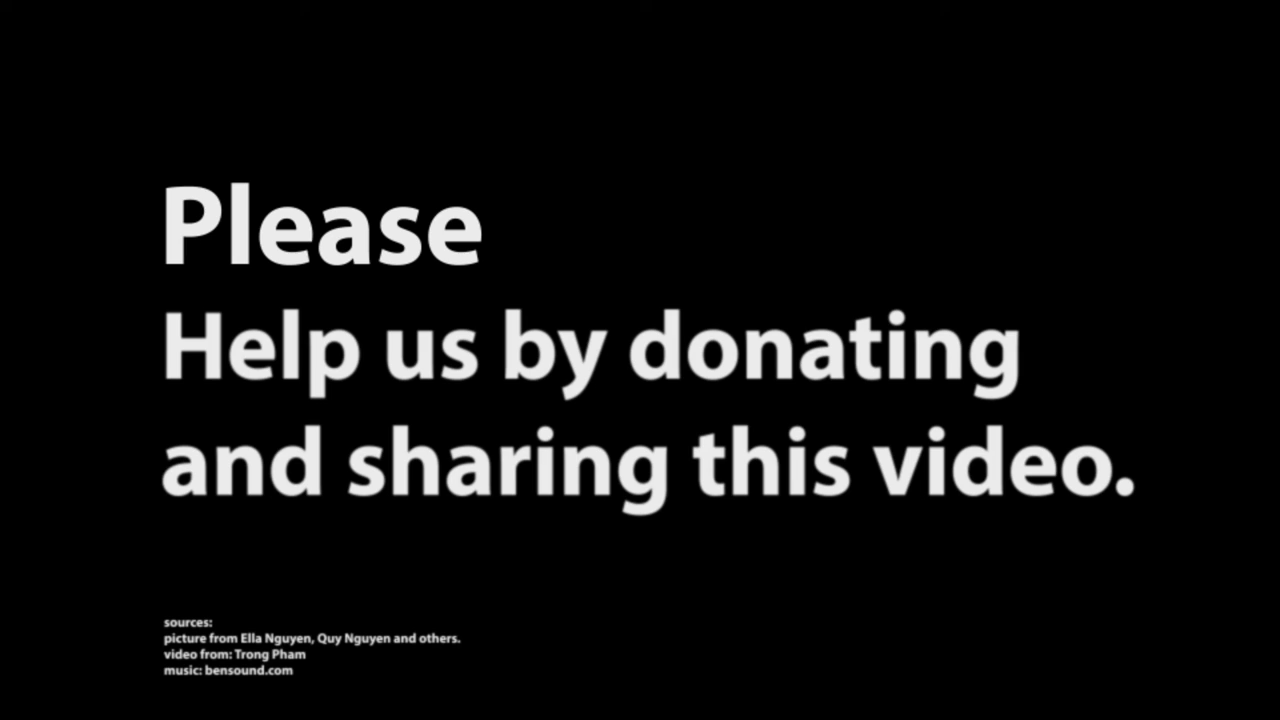 Please
Help us by donating
and sharing this video.
sources:
picture from Ella Nguyen, Quy Nguyen and others.
video from: Trong Pham
music: bensound.com